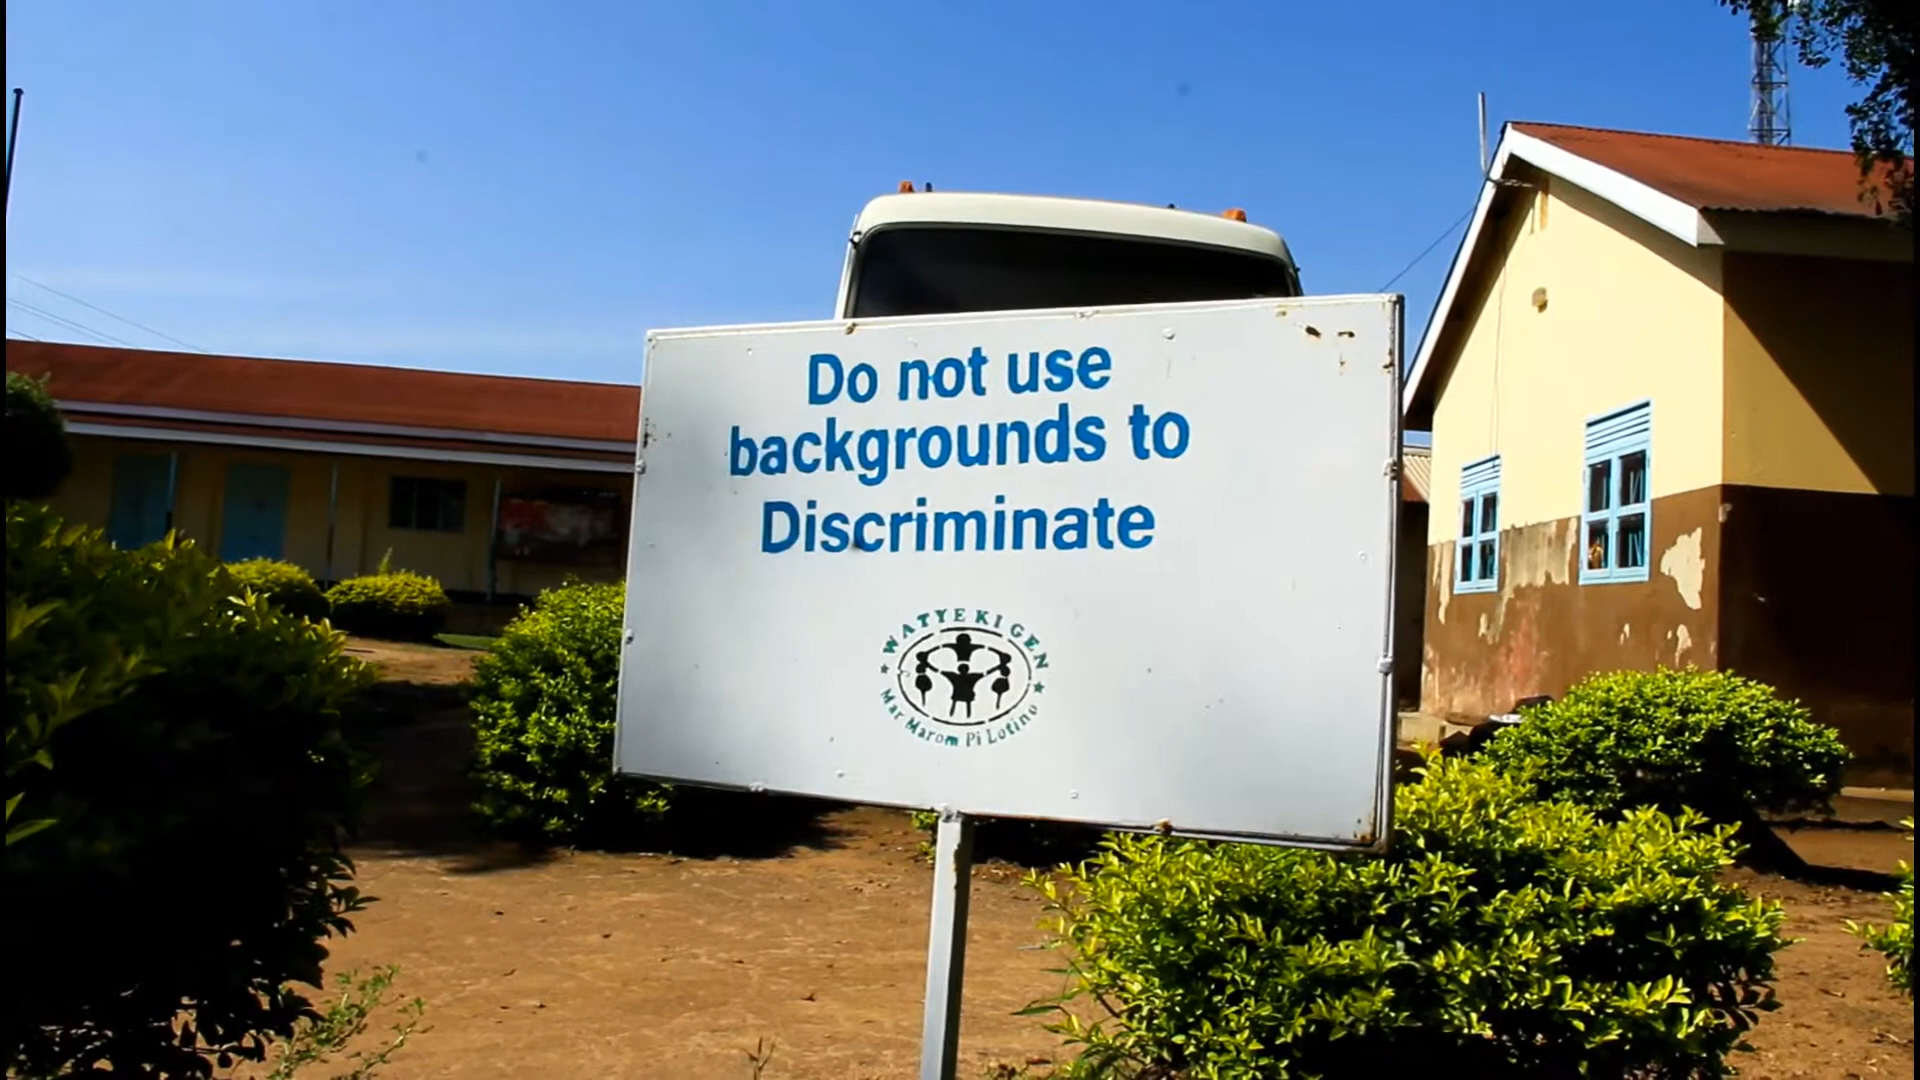 Do not use
backgrounds to
Discriminate
WATYE KI GEN
Mar Marom Pi Lotino